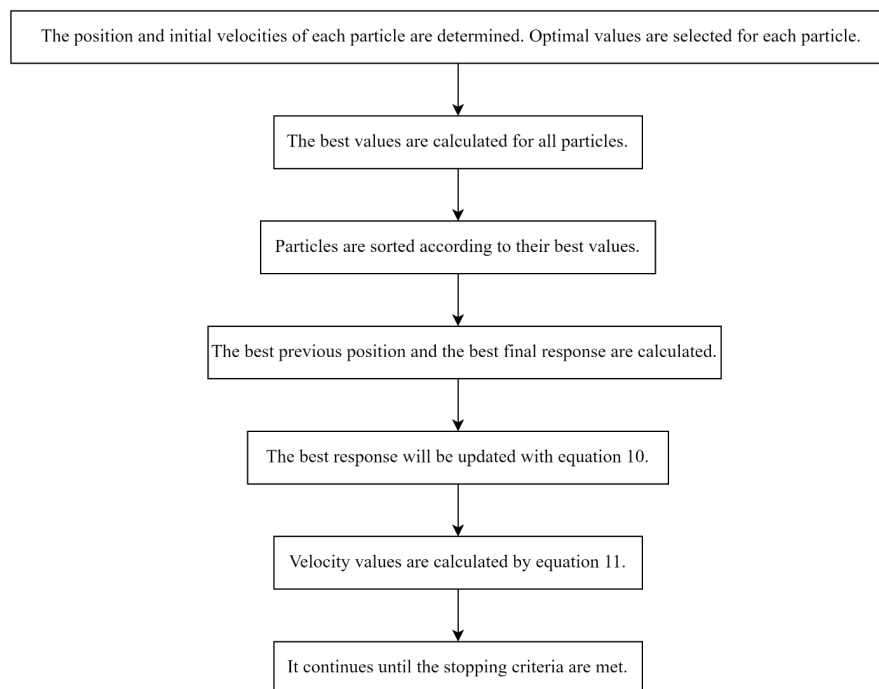 The position and initial velocities of each particle are determined. Optimal values are selected for each particle.
The best values are calculated for all particles.
Particles are sorted according to their best values.
The best previous position and the best final response are calculated.
The best response will be updated with equation 10.
Velocity values are calculated by equation 11.
It continues until the stopping criteria are met.